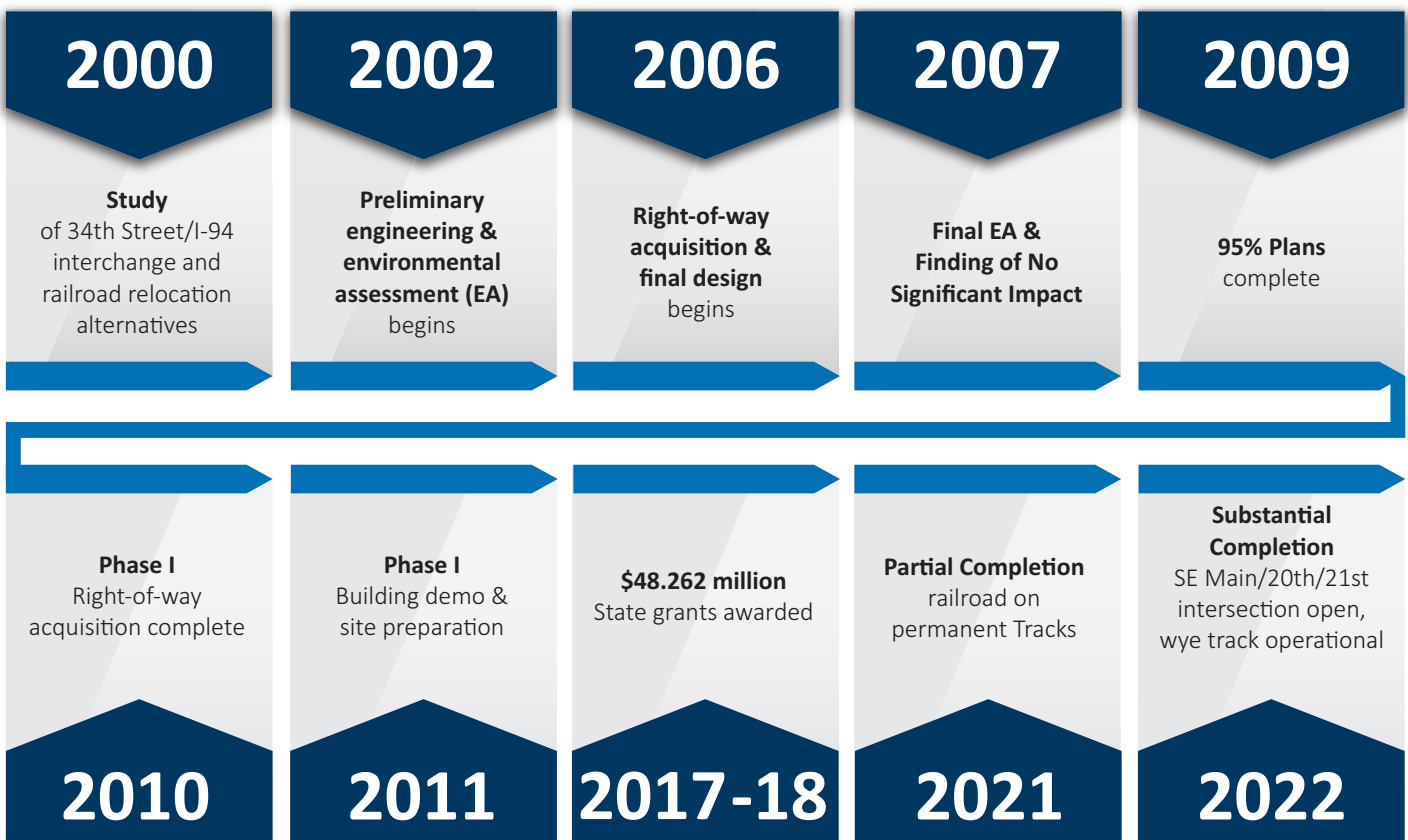 2000
Study
of 34th Street/I-94
interchange and
railroad relocation
alternatives
2002
Preliminary
engineering &
environmental
assessment (EA)
begins
2006
Right-of-way
acquisition &
final design
begins
2007
Final EA &
Finding of No
Significant Impact
2009
95% Plans
complete
Phase I
Right-of-way
acquisition complete
2010
Phase I
Building demo &
site preparation
2011
$48.262 million
State grants awarded
2017-18
Partial Completion
railroad on
permanent Tracks
2021
Substantial
Completion
SE Main/20th/21st
intersection open,
wye track operational
2022